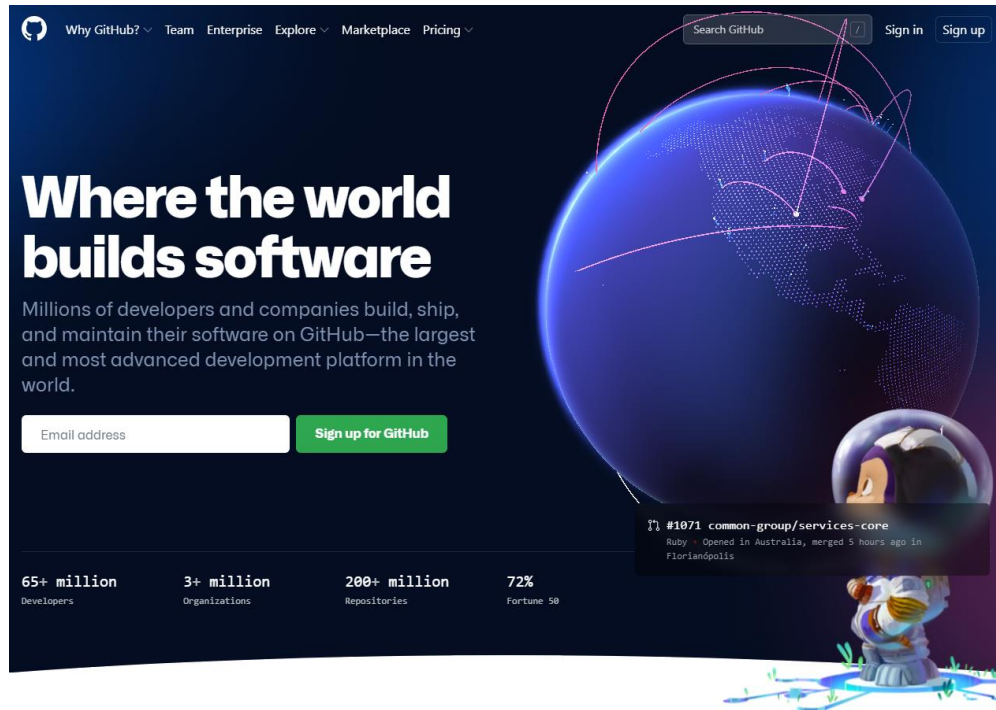 Why GitHub? Team Enterprise Explore Marketplace Pricing Search GitHub / Sign in Sign up
Where the world
builds software
Millions of developers and companies build, ship,
and maintain their software on GitHub—the largest
and most advanced development platform in the
world.
Email address Sign up for GitHub
#1071 common-group/services-core
Ruby • Opened in Australia, merged 5 hours ago in
Florianópolis
65+ million 3+ million 200+ million 72%
Developers Organizations Repositories Fortune 50